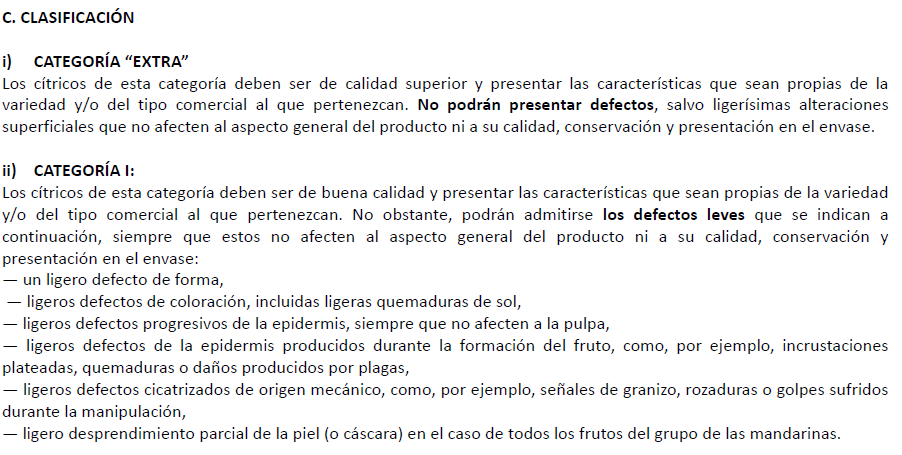 C. CLASIFICACIÓN
i) CATEGORÍA “EXTRA”
Los cítricos de esta categoría deben ser de calidad superior y presentar las características que sean propias de la
variedad y/o del tipo comercial al que pertenezcan. No podrán presentar defectos, salvo ligerísimas alteraciones
superficiales que no afecten al aspecto general del producto ni a su calidad, conservación y presentación en el envase.
ii) CATEGORÍA I:
Los cítricos de esta categoría deben ser de buena calidad y presentar las características que sean propias de la variedad
y/o del tipo comercial al que pertenezcan. No obstante, podrán admitirse los defectos leves que se indican a
continuación, siempre que estos no afecten al aspecto general del producto ni a su calidad, conservación y
presentación en el envase:
— un ligero defecto de forma,
— ligeros defectos de coloración, incluidas ligeras quemaduras de sol,
— ligeros defectos progresivos de la epidermis, siempre que no afecten a la pulpa,
— ligeros defectos de la epidermis producidos durante la formación del fruto, como, por ejemplo, incrustaciones
plateadas, quemaduras o daños producidos por plagas,
— ligeros defectos cicatrizados de origen mecánico, como, por ejemplo, señales de granizo, rozaduras o golpes sufridos
durante la manipulación,
— ligero desprendimiento parcial de la piel (o cáscara) en el caso de todos los frutos del grupo de las mandarinas.